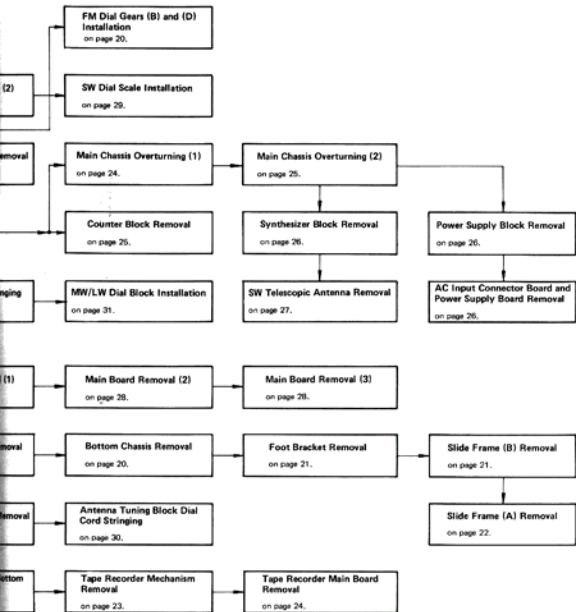 FM Dial Gears (B) and (D)
Installation
on page 20.
(2)
SW Dial Scale Installation
on page 29.
emoval
Main Chassis Overturning (1)
on page 24.
Main Chassis Overturning (2)
on page 25.
Counter Block Removal
on page 25.
Synthesizer Block Removal
on page 26.
Power Supply Block Removal
on page 26.
nging
MW/LW Dial Block Installation
on page 31.
SW Telescopic Antenna Removal
on page 27.
AC Input Connector Board and
Power Supply Board Removal
on page 26.
(1)
Main Board Removal (2)
on page 28.
Main Board Removal (3)
on page 28.
moval
Bottom Chassis Removal
on page 20.
Foot Bracket Removal
on page 21.
Slide Frame (B) Removal
on page 21.
Removal
Antenna Tuning Block Dial
Cord Stringing
on page 30.
Slide Frame (A) Removal
on page 22.
ottom
Tape Recorder Mechanism
Removal
on page 23.
Tape Recorder Main Board
Removal
on page 24.